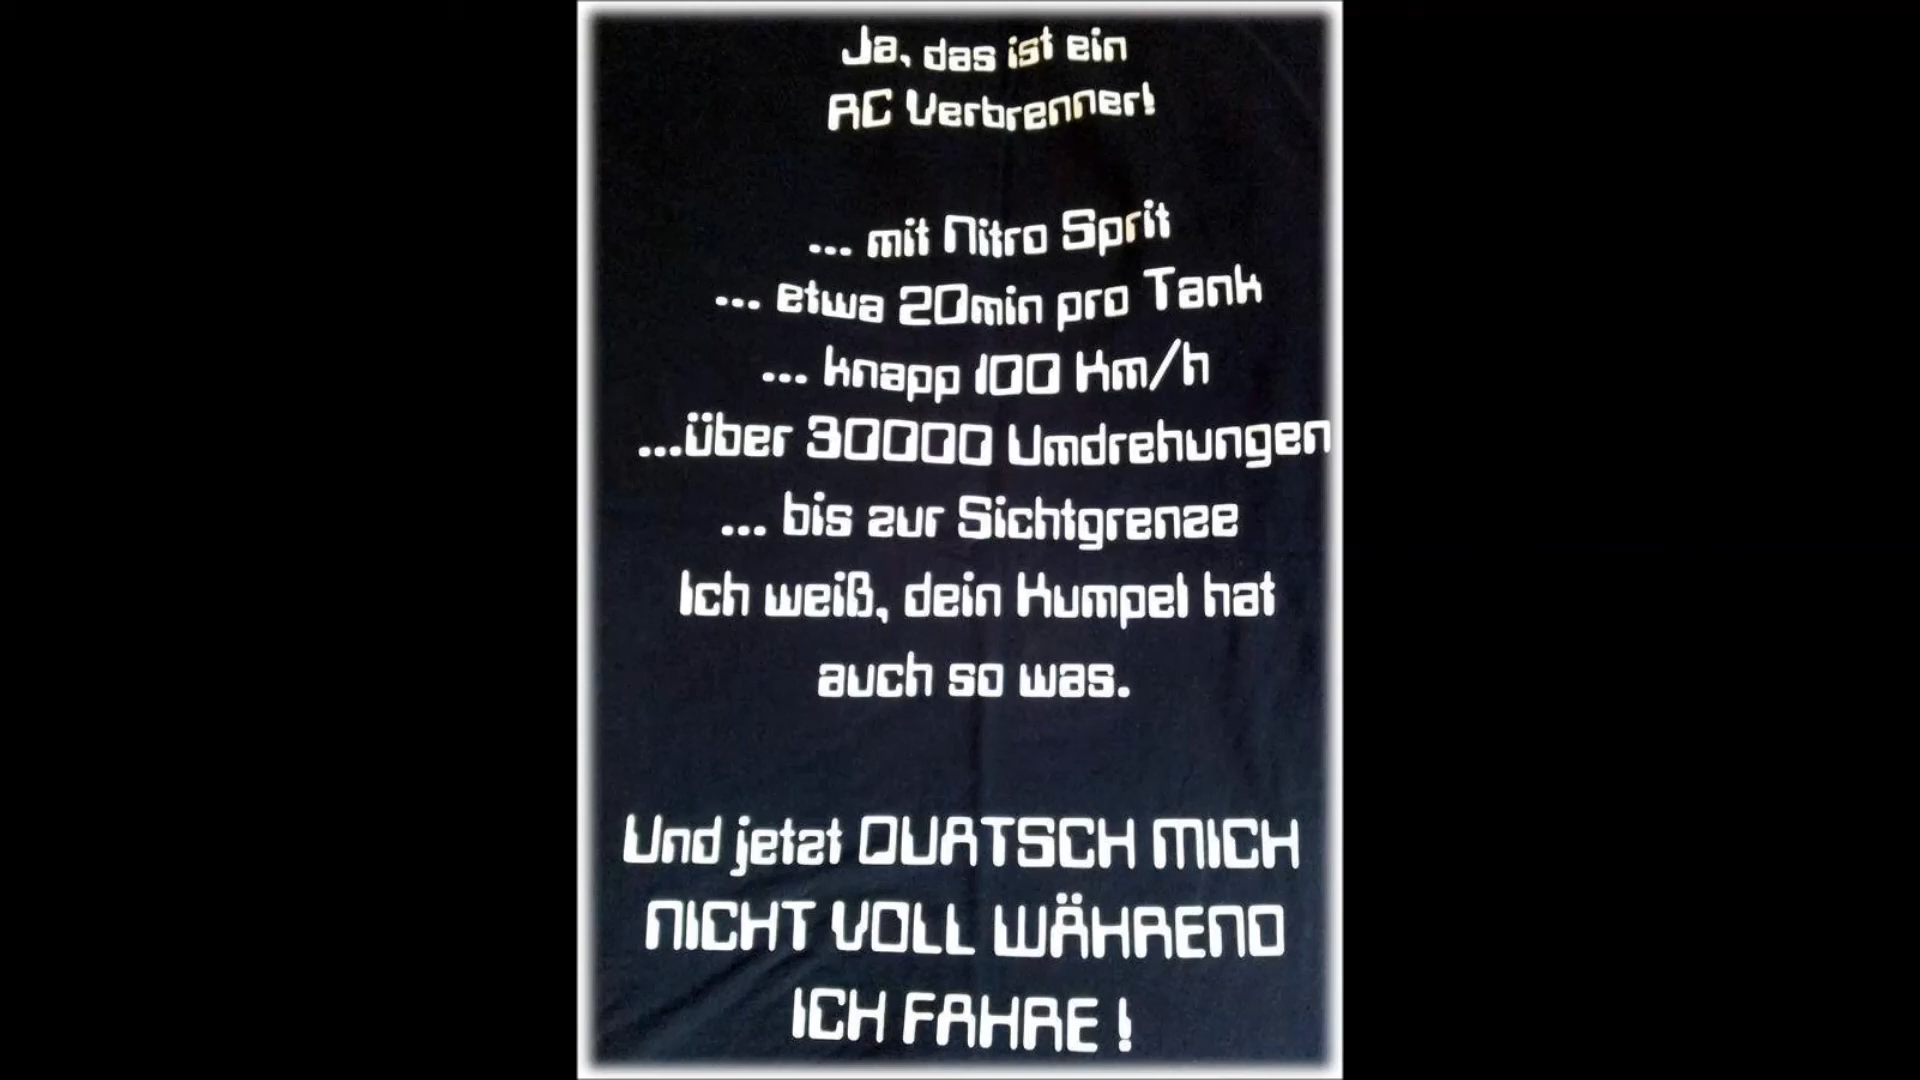 Ja, das ist ein
RC Verbrenner!
... mit Nitro Sprit
... etwa 20min pro Tank
... knapp 100 Km/h
...über 30000 Umdrehungen
... bis zur Sichtgrenze
Ich weiß, dein Kumpel hat
auch so was.
Und jetzt QUATSCH MICH
NICHT VOLL WÄHREND
ICH FAHRE !